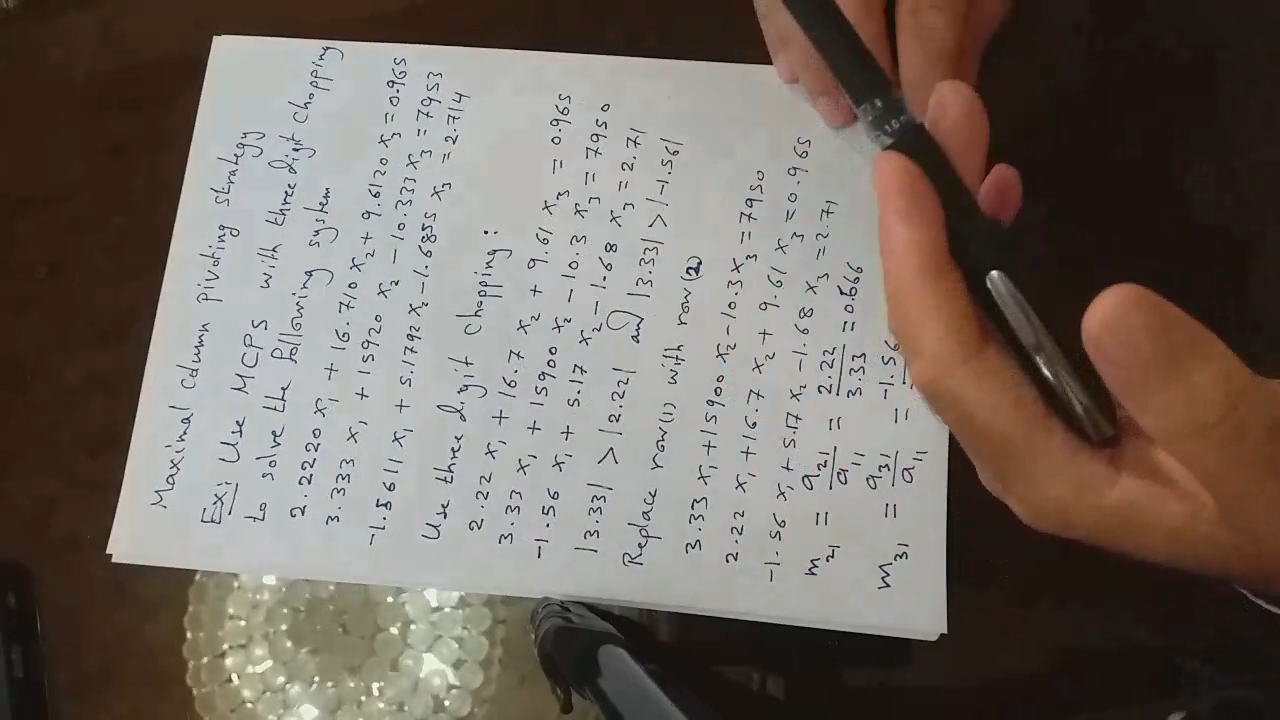 Maximal Column Pivoting Strategy
Ex: Use MCPS with three digit chopping
to solve the following system
2.2220 x₁ + 16.710 x₂ + 9.6120 x₃ = 0.965
3.333 x₁ + 15920 x₂ - 10.333 x₃ = 7953
-1.5611 x₁ + 5.1792 x₂ - 1.6855 x₃ = 2.714
Use three digit chopping:
2.22 x₁ + 16.7 x₂ + 9.61 x₃ = 0.965
3.33 x₁ + 15900 x₂ - 10.3 x₃ = 7950
-1.56 x₁ + 5.17 x₂ - 1.68 x₃ = 2.71
|3.33| > |2.22| and |3.33| > |-1.56|
Replace row(1) with row(2)
3.33 x₁ + 15900 x₂ - 10.3 x₃ = 7950
2.22 x₁ + 16.7 x₂ + 9.61 x₃ = 0.965
-1.56 x₁ + 5.17 x₂ - 1.68 x₃ = 2.71
m₂₁ = a₂₁/a₁₁ = 2.22/3.33 = 0.666
m₃₁ = a₃₁/a₁₁ = -1.56